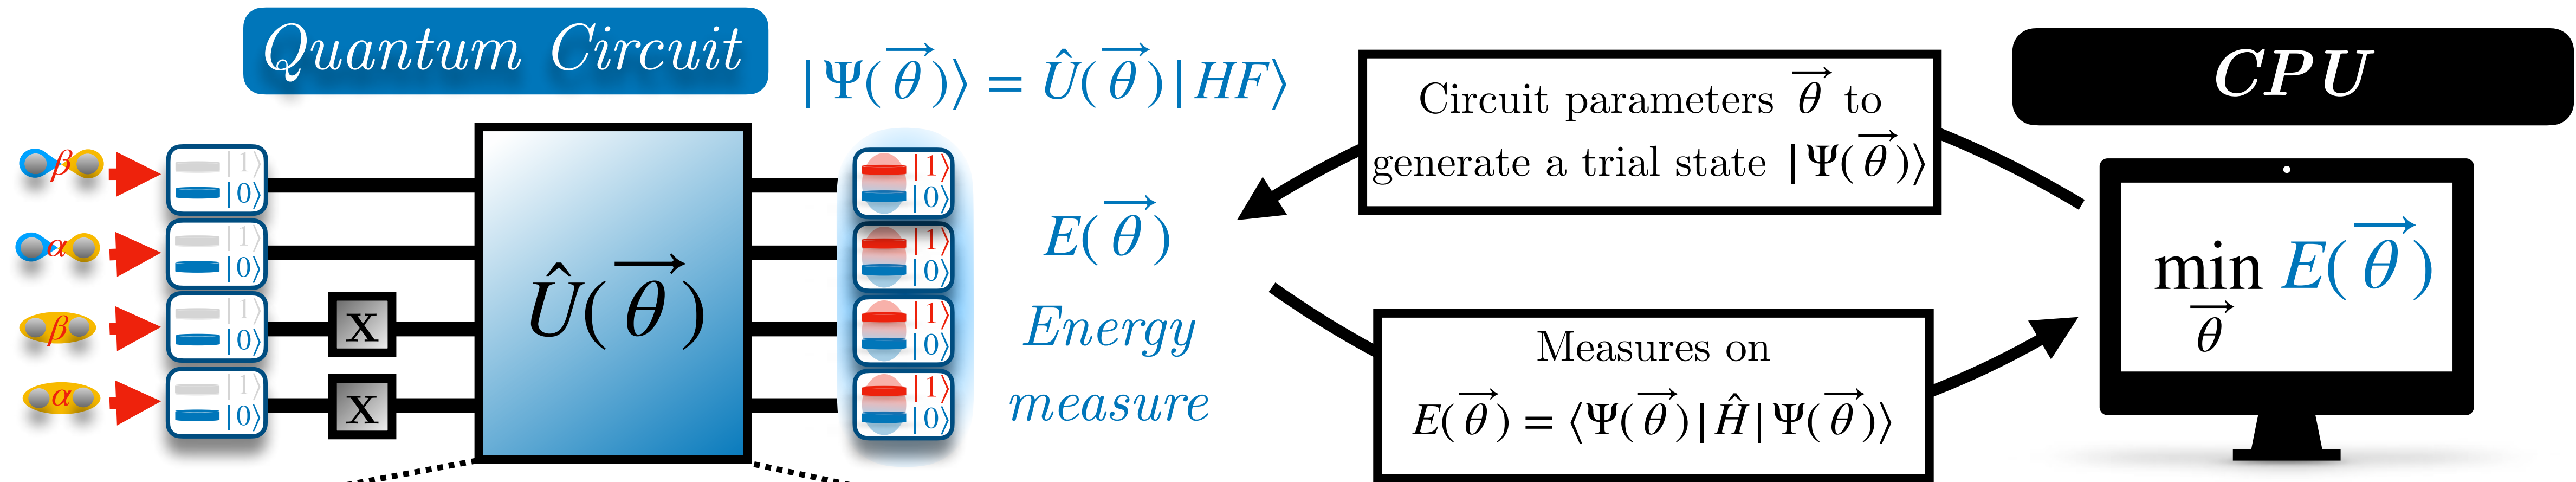 Quantum Circuit
|Ψ(θ⃗)⟩ = Û(θ⃗)|HF⟩
β
|1⟩
|0⟩
α
|1⟩
|0⟩
β
|1⟩
|0⟩
X
α
|1⟩
|0⟩
X
Û(θ⃗)
|1⟩
|0⟩
|1⟩
|0⟩
|1⟩
|0⟩
|1⟩
|0⟩
E(θ⃗)
Energy
measure
Circuit parameters θ⃗ to
generate a trial state |Ψ(θ⃗)⟩
Measures on
E(θ⃗) = ⟨Ψ(θ⃗)|Ĥ|Ψ(θ⃗)⟩
CPU
min E(θ⃗)
θ⃗